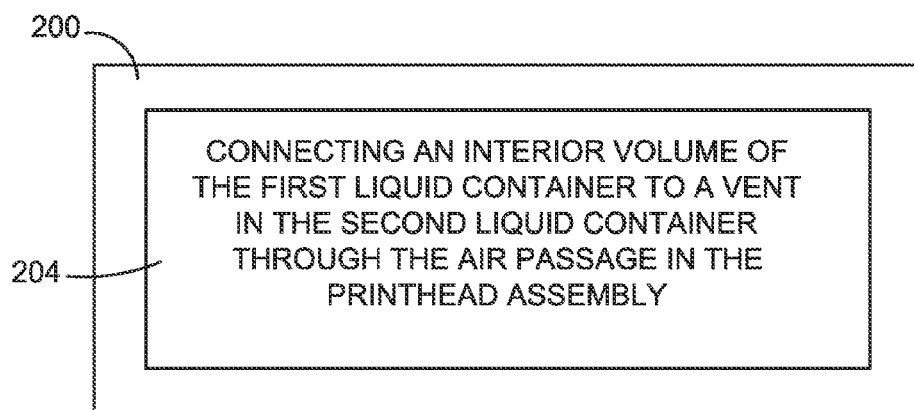 200
CONNECTING AN INTERIOR VOLUME OF
THE FIRST LIQUID CONTAINER TO A VENT
IN THE SECOND LIQUID CONTAINER
THROUGH THE AIR PASSAGE IN THE
PRINTHEAD ASSEMBLY
204